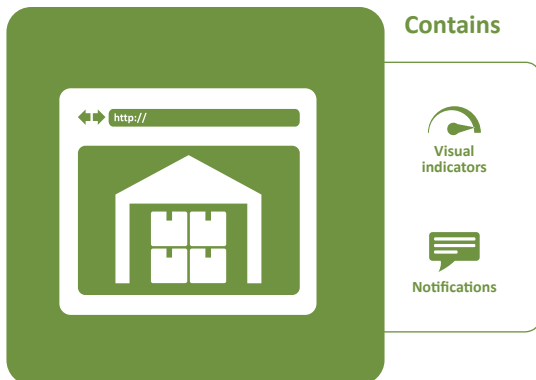 Contains
http://
Visual
indicators
Notifications